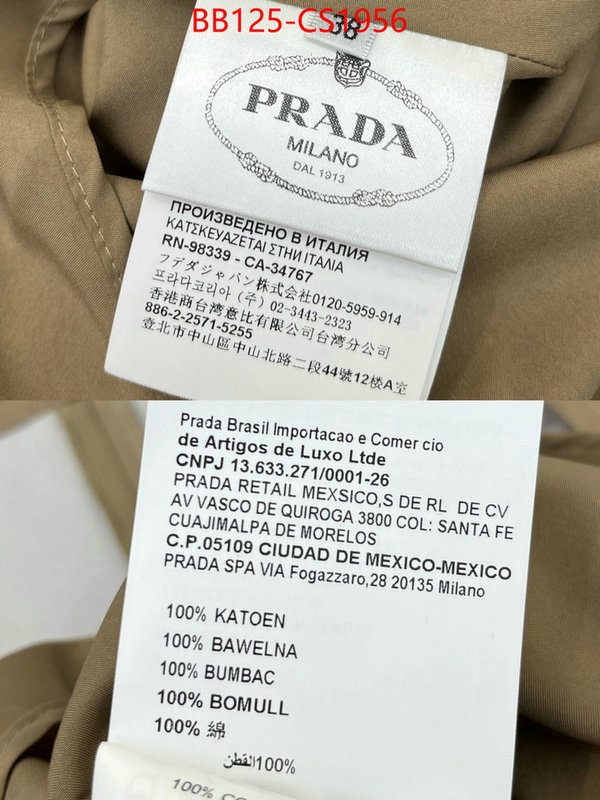 BB125-CS1956
38
PRADA
MILANO
DAL 1913
ПРОИЗВЕДЕНО В ИТАЛИЯ
ΚΑΤΣΚΕΥΑΖΕΤΑΙ ΣΤΗΝ ΙΤΑΛΙΑ
RN-98339 - CA-34767
フデダジャパン株式会社0120-5959-914
프라다코리아 (주) 02-3443-2323
香港商台湾意比有限公司台湾分公司
886-2-2571-5255
壹北市中山區中山北路二段44號12楼A室
Prada Brasil Importacao e Comer cio
de Artigos de Luxo Ltde
CNPJ 13.633.271/0001-26
PRADA RETAIL MEXSICO,S DE RL DE CV
AV VASCO DE QUIROGA 3800 COL: SANTA FE
CUAJIMALPA DE MORELOS
C.P.05109 CIUDAD DE MEXICO-MEXICO
PRADA SPA VIA Fogazzaro,28 20135 Milano
100% KATOEN
100% BAWELNA
100% BUMBAC
100% BOMULL
100% 綿
100%القطن
100%